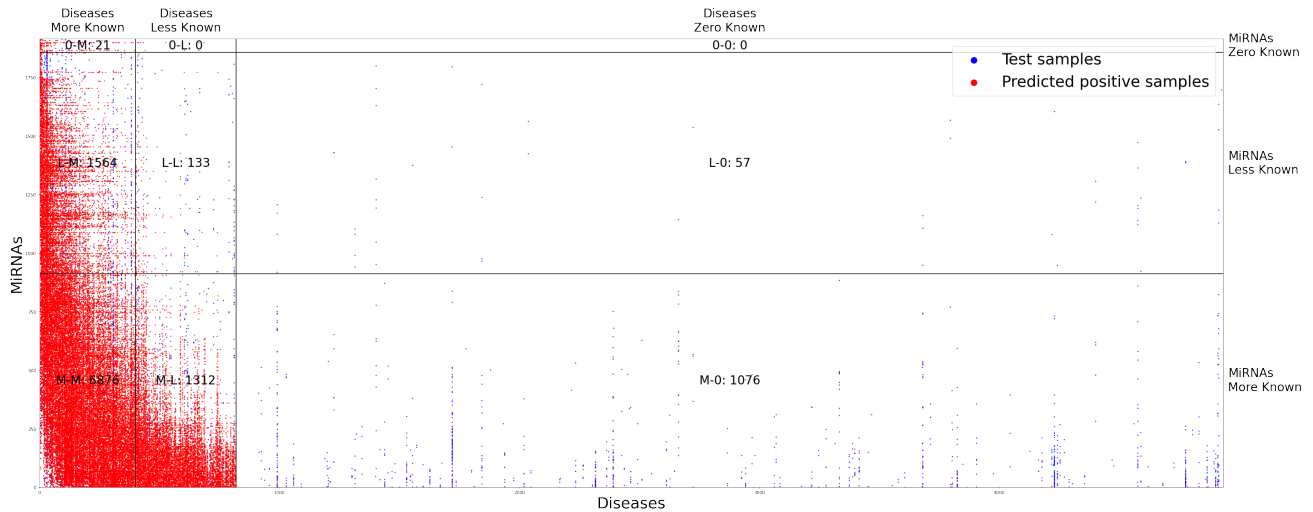 Diseases
More Known
Diseases
Less Known
Diseases
Zero Known
0-M: 21
0-L: 0
0-0: 0
MiRNAs
Zero Known
Test samples
Predicted positive samples
1750
1500
L-M: 1564
L-L: 133
L-0: 57
MiRNAs
Less Known
1250
1000
MiRNAs
750
500
M-M: 6876
M-L: 1312
M-0: 1076
MiRNAs
More Known
250
0
0
1000
2000
3000
4000
Diseases